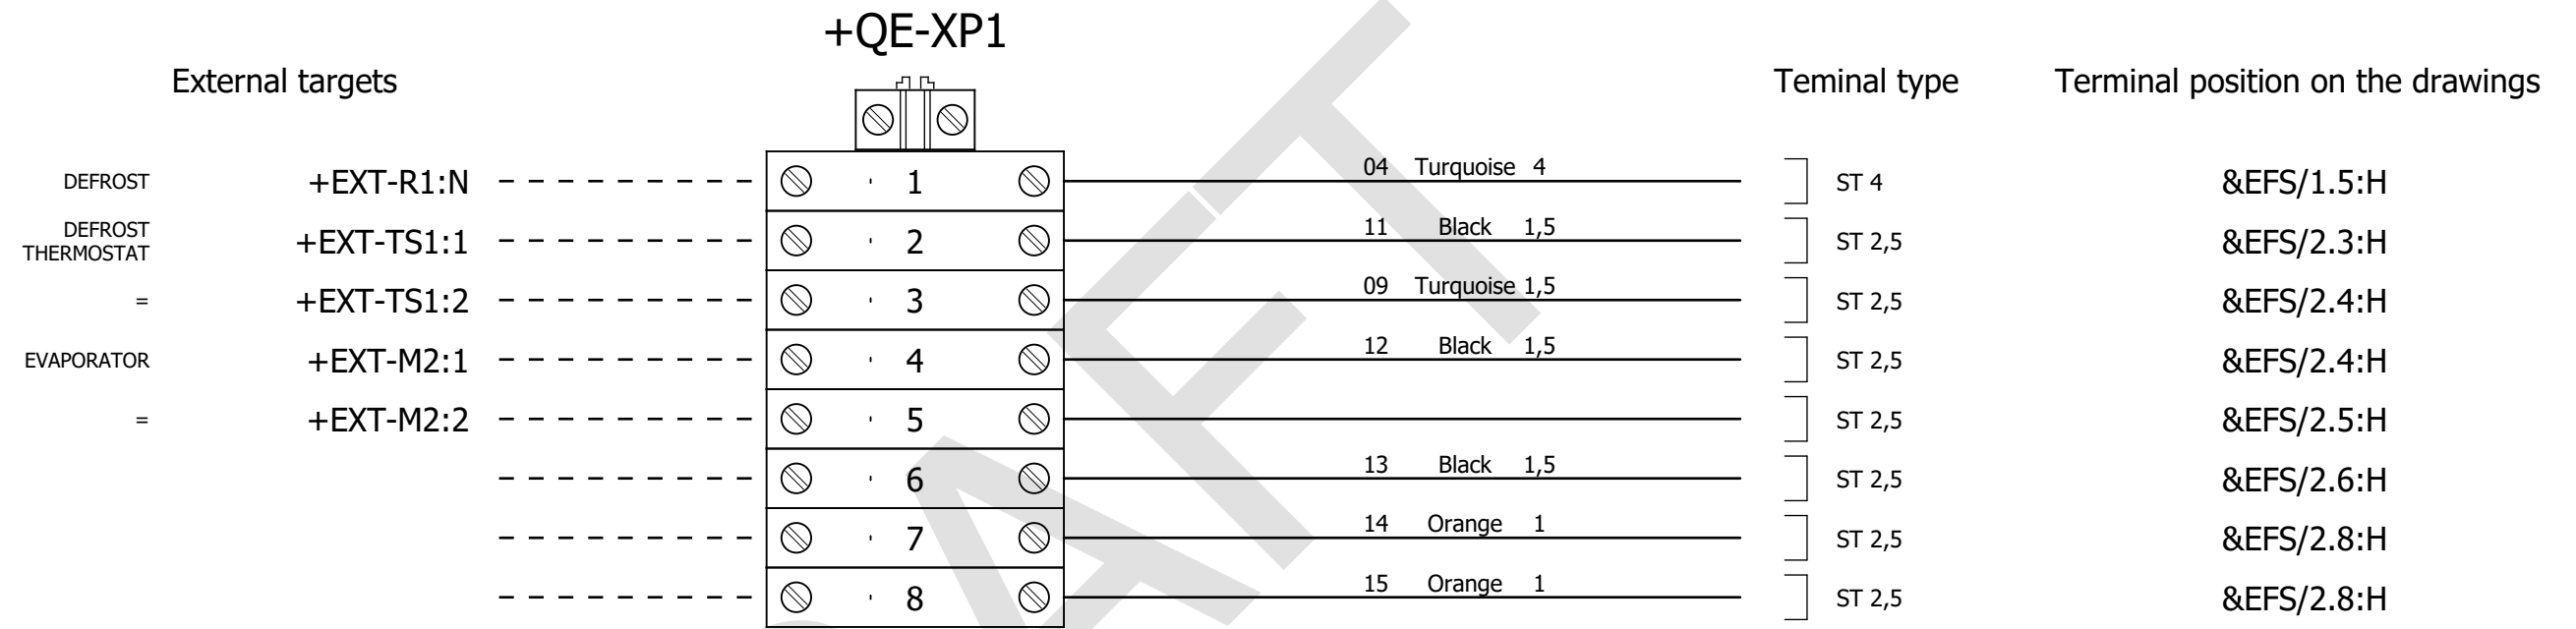 +QE-XP1
External targets Teminal type Terminal position on the drawings
DEFROST +EXT-R1:N 1 04 Turquoise 4 ST 4 &EFS/1.5:H
DEFROST
THERMOSTAT +EXT-TS1:1 2 11 Black 1,5 ST 2,5 &EFS/2.3:H
= +EXT-TS1:2 3 09 Turquoise 1,5 ST 2,5 &EFS/2.4:H
EVAPORATOR +EXT-M2:1 4 12 Black 1,5 ST 2,5 &EFS/2.4:H
= +EXT-M2:2 5 ST 2,5 &EFS/2.5:H
6 13 Black 1,5 ST 2,5 &EFS/2.6:H
7 14 Orange 1 ST 2,5 &EFS/2.8:H
8 15 Orange 1 ST 2,5 &EFS/2.8:H
AFT